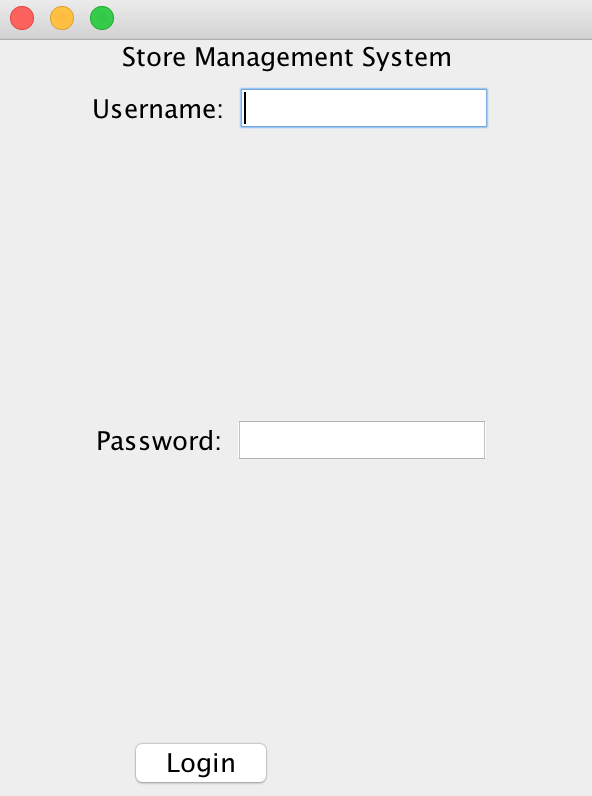 Store Management System
Username:
Password:
Login